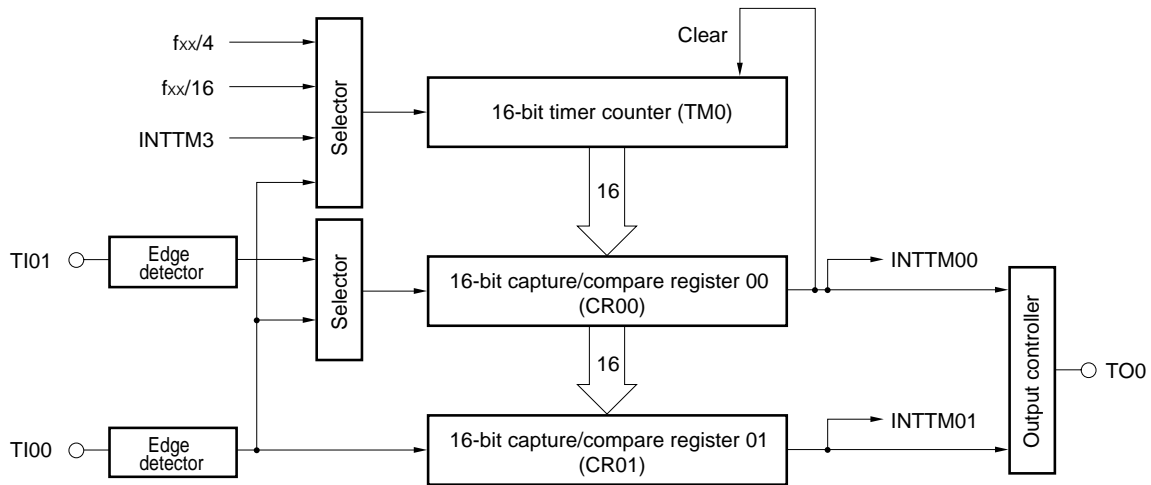 Clear
fxx/4
fxx/16
INTTM3
Selector
16-bit timer counter (TM0)
16
TI01
Edge
detector
Selector
16-bit capture/compare register 00
(CR00)
INTTM00
16
Output controller
TO0
TI00
Edge
detector
16-bit capture/compare register 01
(CR01)
INTTM01